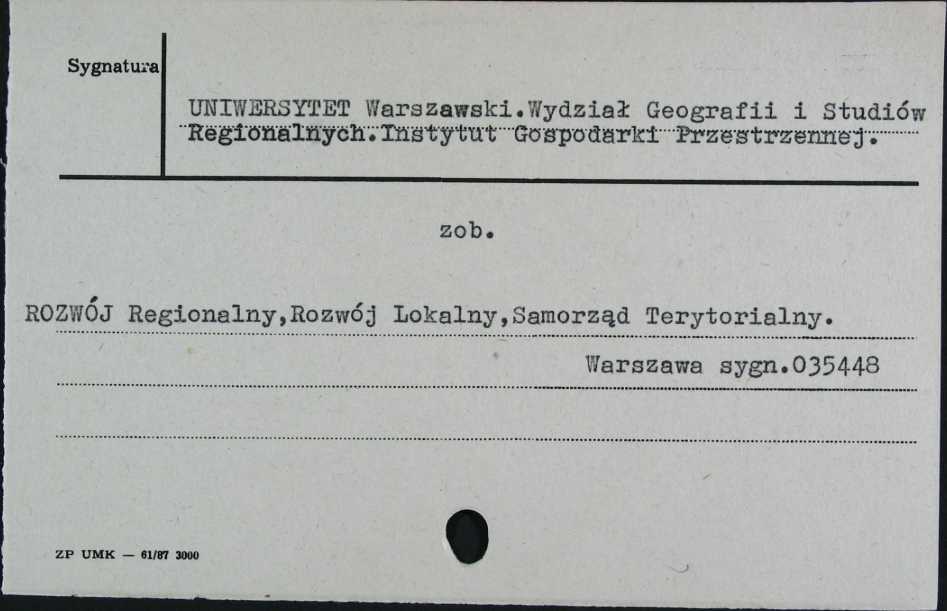 Sygnatura
UNIWERSYTET Warszawski.Wydział Geografii i Studiów
Regionalnych.Instytut Gospodarki Przestrzennej.
zob.
ROZWÓJ Regionalny,Rozwój Lokalny,Samorząd Terytorialny.
Warszawa sygn.035448
ZP UMK — 61/87 3000